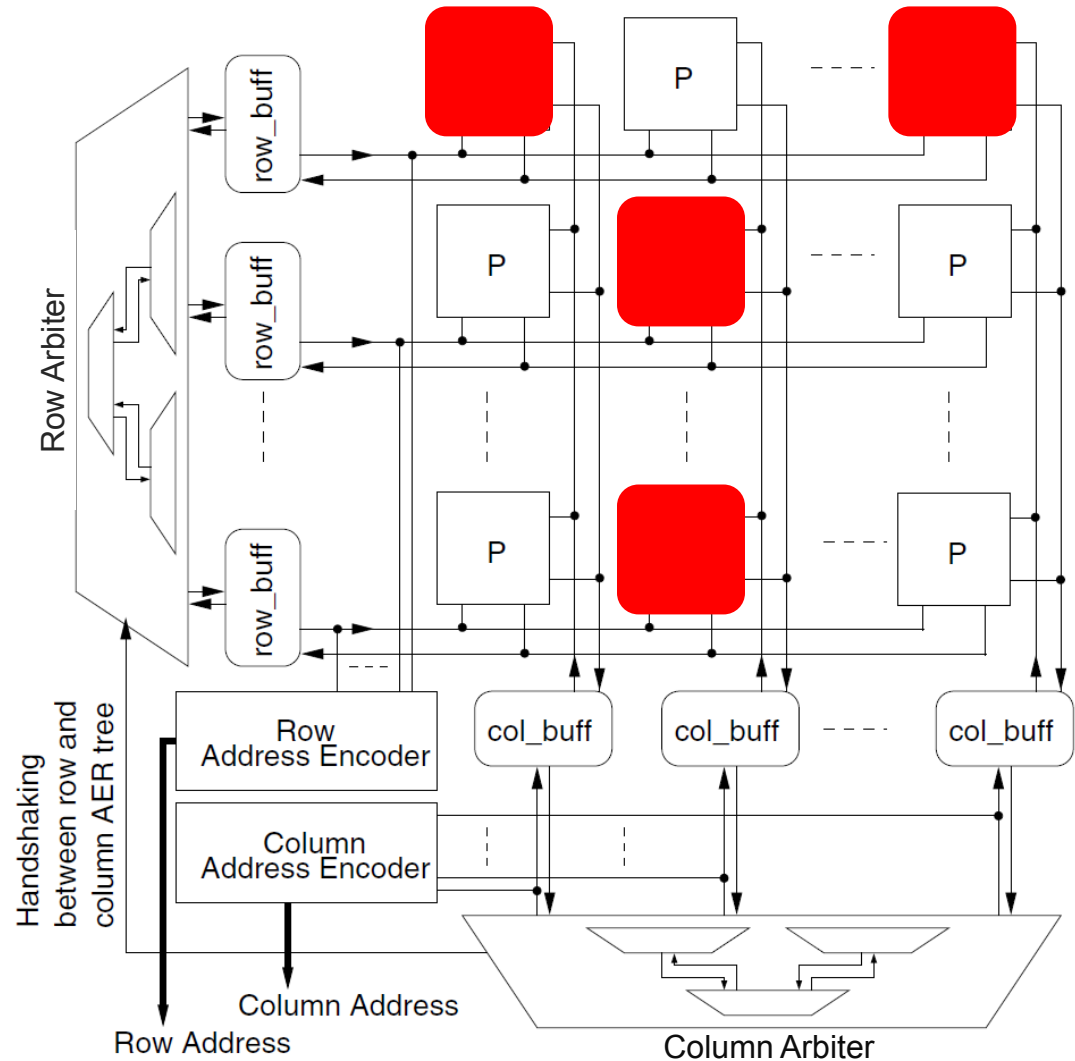 row_buff
P
row_buff
P
P
Row Arbiter
row_buff
P
P
Handshaking
between row and
column AER tree
Row
Address Encoder
col_buff
col_buff
col_buff
Column
Address Encoder
Column Address
Row Address
Column Arbiter